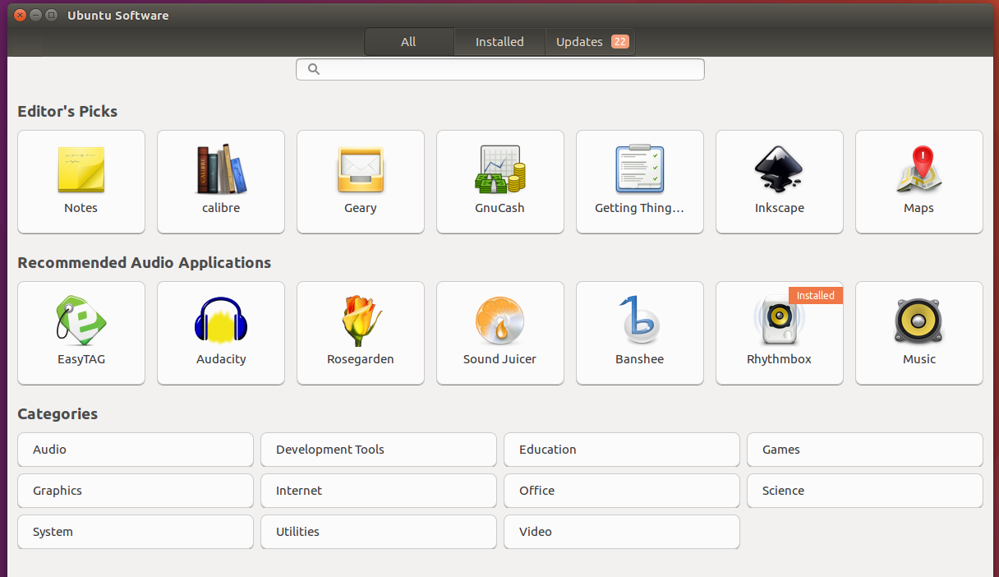 Ubuntu Software
All Installed Updates 22
Editor's Picks
Notes calibre Geary GnuCash Getting Thing… Inkscape Maps
Recommended Audio Applications
Installed
EasyTAG Audacity Rosegarden Sound Juicer Banshee Rhythmbox Music
Categories
Audio Development Tools Education Games
Graphics Internet Office Science
System Utilities Video